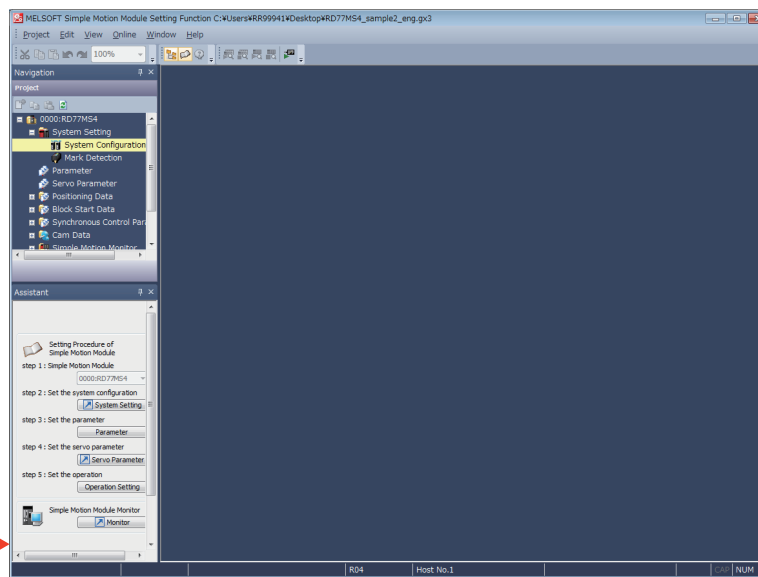 MELSOFT Simple Motion Module Setting Function C:¥Users¥RR99941¥Desktop¥RD77MS4_sample2_eng.gx3
Project Edit View Online Window Help
100%
Navigation
Project
0000:RD77MS4
System Setting
System Configuration
Mark Detection
Parameter
Servo Parameter
Positioning Data
Block Start Data
Synchronous Control Par
Cam Data
Simple Motion Monitor
Assistant
Setting Procedure of
Simple Motion Module
step 1 : Simple Motion Module
0000:RD77MS4
step 2 : Set the system configuration
System Setting
step 3 : Set the parameter
Parameter
step 4 : Set the servo parameter
Servo Parameter
step 5 : Set the operation
Operation Setting
Simple Motion Module Monitor
Monitor
R04 Host No.1 CAP NUM